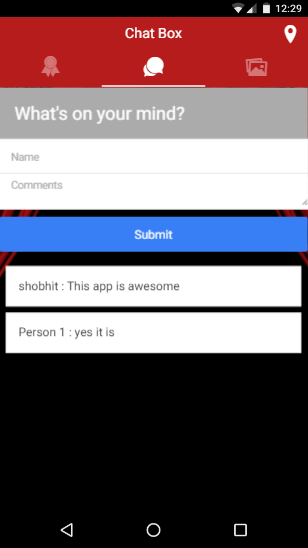 12:29
Chat Box
What's on your mind?
Name
Comments
Submit
shobhit : This app is awesome
Person 1 : yes it is